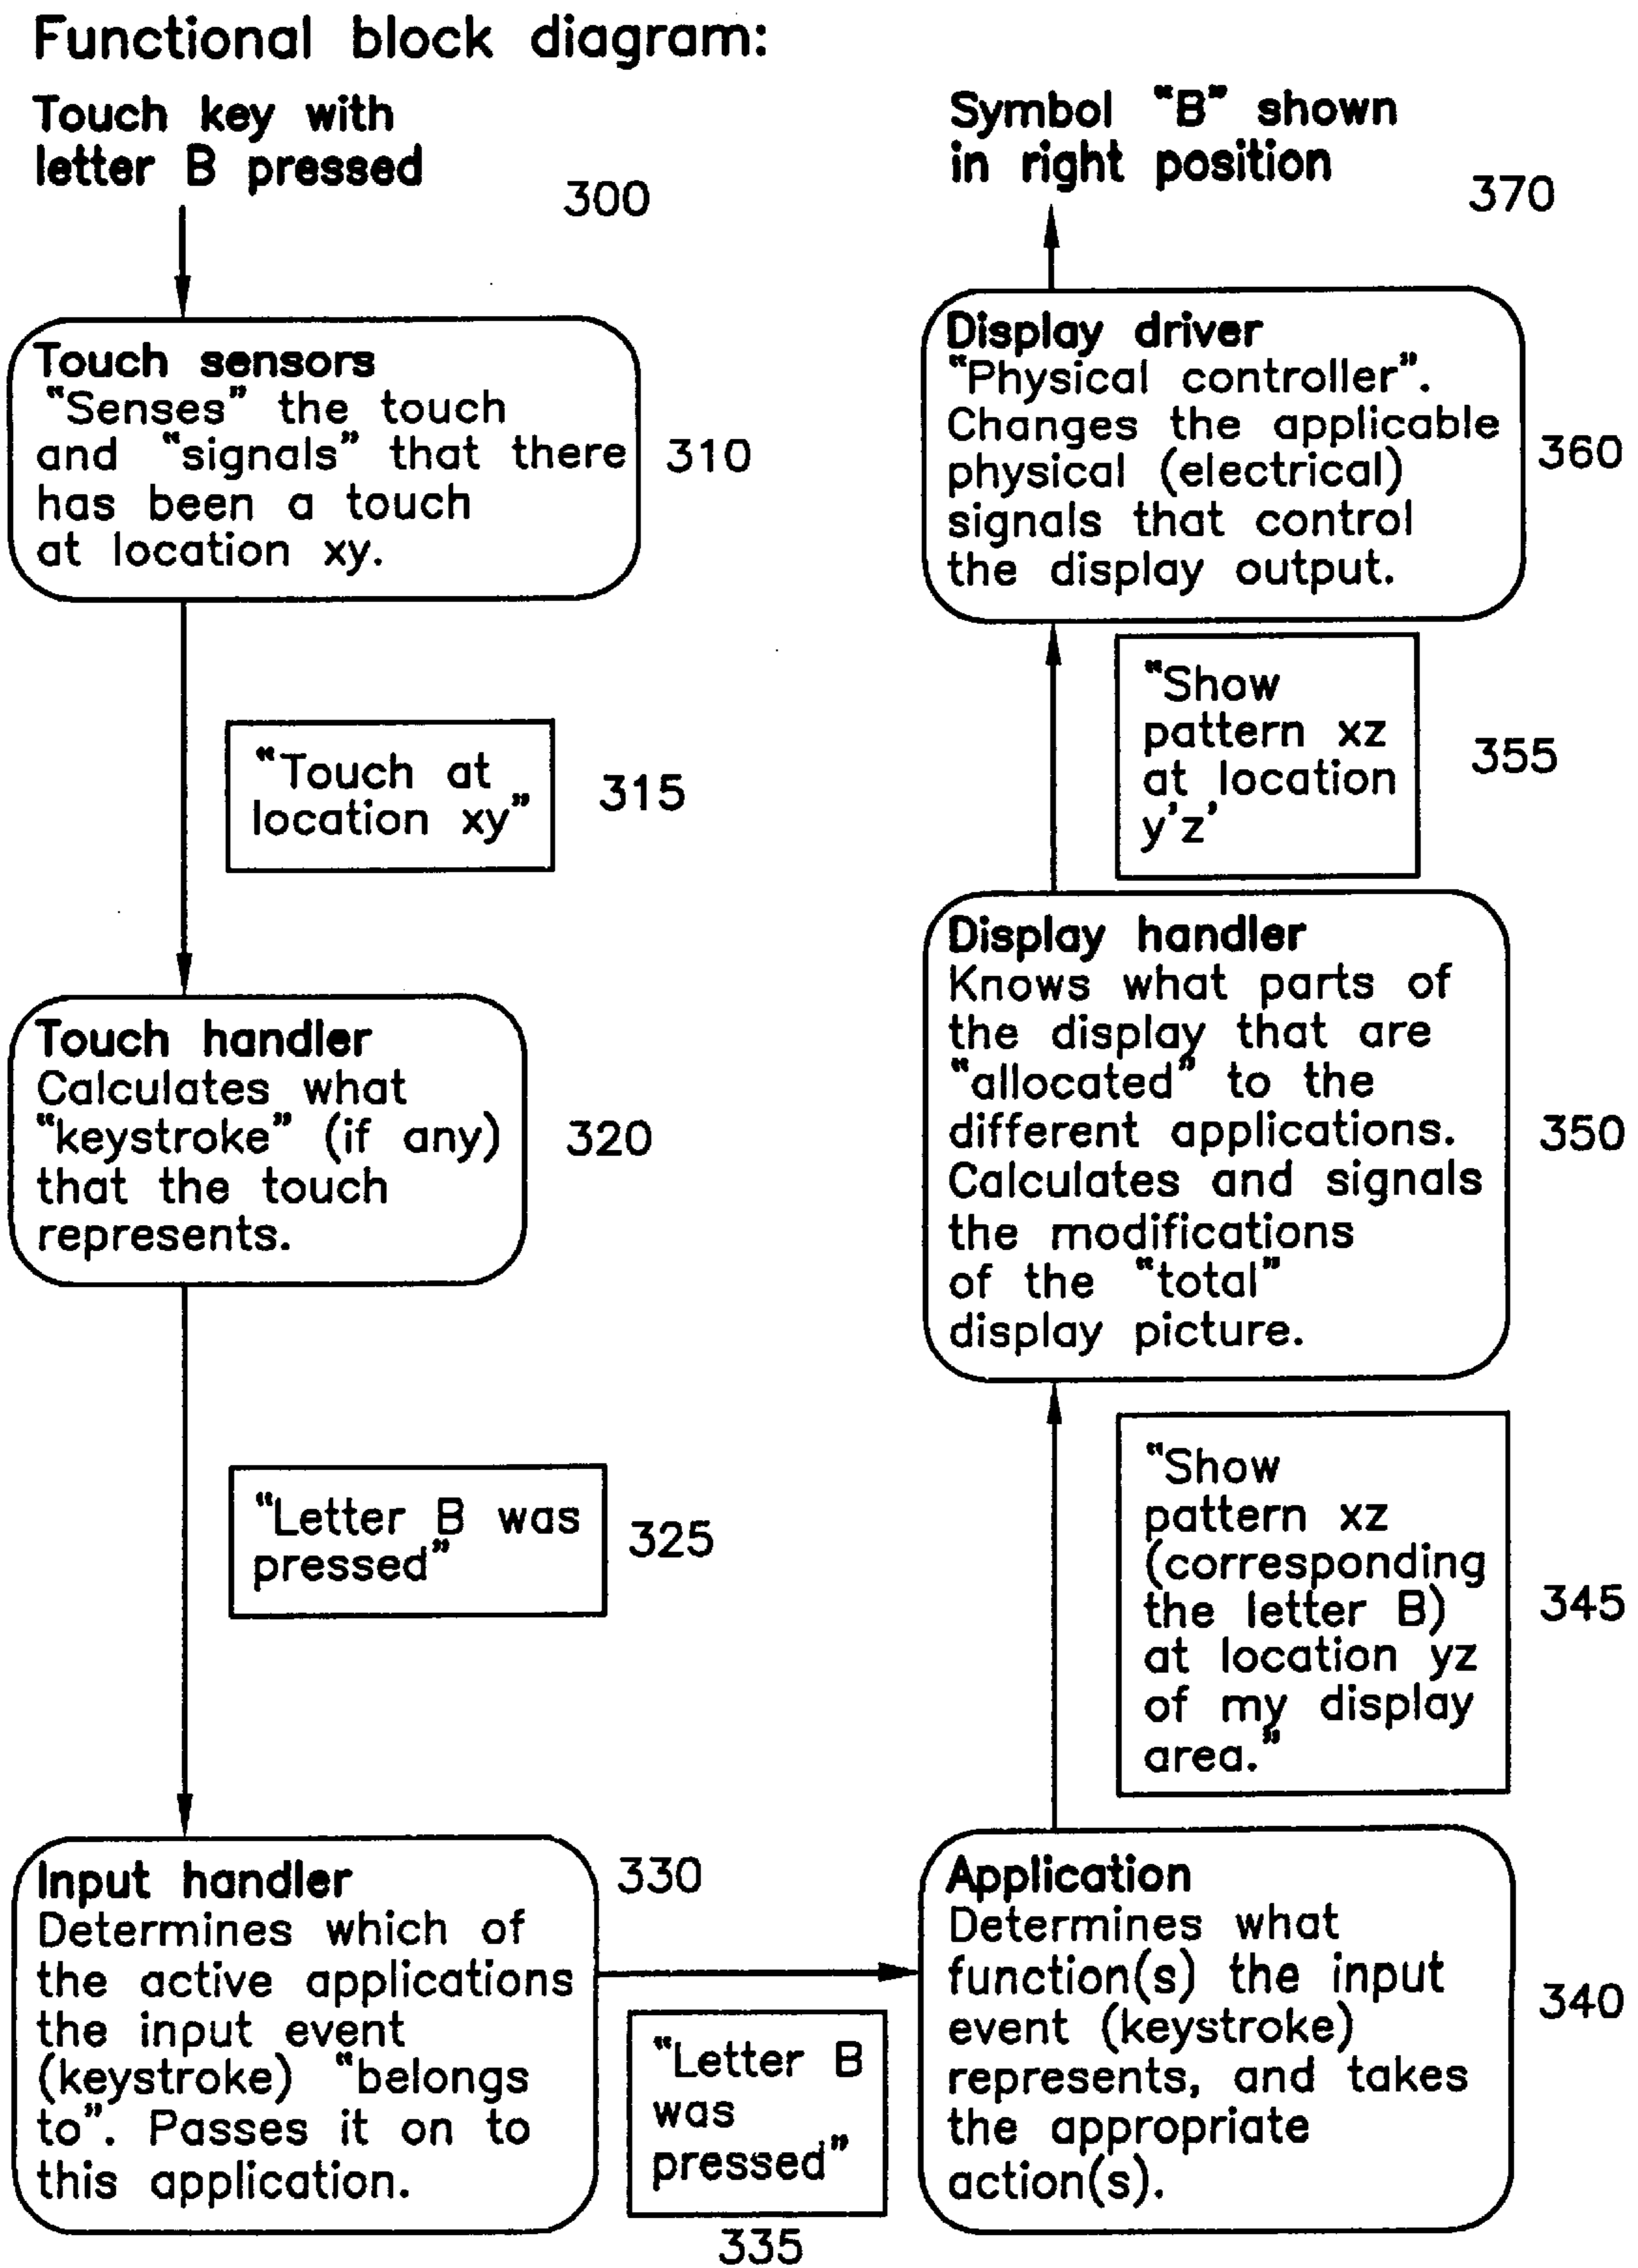 Functional block diagram:
Touch key with
letter B pressed
300
Touch sensors
“Senses” the touch
and “signals” that there
has been a touch
at location xy.
310
“Touch at
location xy”
315
Touch handler
Calculates what
“keystroke” (if any)
that the touch
represents.
320
“Letter B was
pressed”
325
Input handler
Determines which of
the active applications
the input event
(keystroke) “belongs
to”. Passes it on to
this application.
330
“Letter B
was
pressed”
335
Application
Determines what
function(s) the input
event (keystroke)
represents, and takes
the appropriate
action(s).
340
“Show
pattern xz
(corresponding
the letter B)
at location yz
of my display
area.”
345
Display handler
Knows what parts of
the display that are
“allocated” to the
different applications.
Calculates and signals
the modifications
of the “total”
display picture.
350
“Show
pattern xz
at location
y'z'
355
Display driver
“Physical controller”.
Changes the applicable
physical (electrical)
signals that control
the display output.
360
Symbol “B” shown
in right position
370